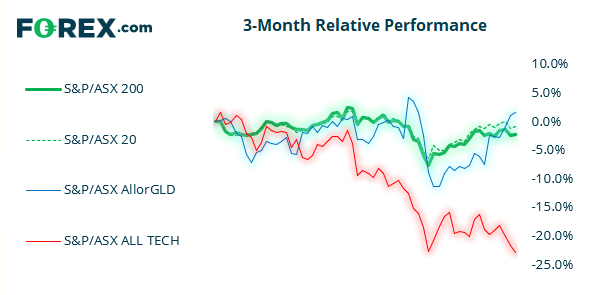 FOREX.com
3-Month Relative Performance
S&P/ASX 200
S&P/ASX 20
S&P/ASX AllorGLD
S&P/ASX ALL TECH
10.0%
5.0%
0.0%
-5.0%
-10.0%
-15.0%
-20.0%
-25.0%